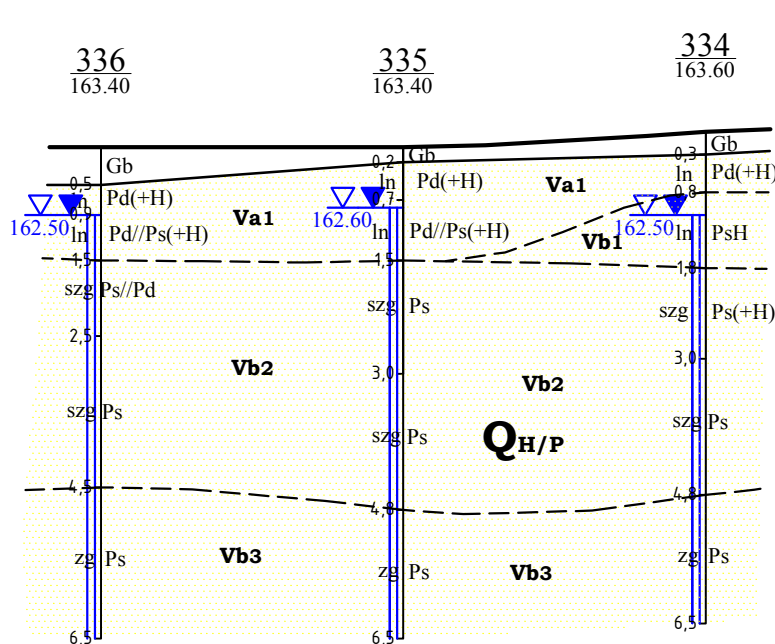 336 335 334
163.40 163.40 163.60
Gb Gb Gb
0,2 0,3
0,5 ln Pd(+H) ln Pd(+H)
Pd(+H) Va1 0,8
ln 0,7
162.50 Va1 162.60 162.50
ln Pd//Ps(+H) ln Pd//Ps(+H) Vb1 ln PsH
1,5 1,5 1,8
szg Ps//Pd szg Ps szg Ps(+H)
2,5
Vb2 3,0 Vb2 3,0
szg Ps szg Ps QH/P szg Ps
4,5 4,8 4,8
zg Ps Vb3 zg Ps Vb3 zg Ps
6,5 6,5 6,5